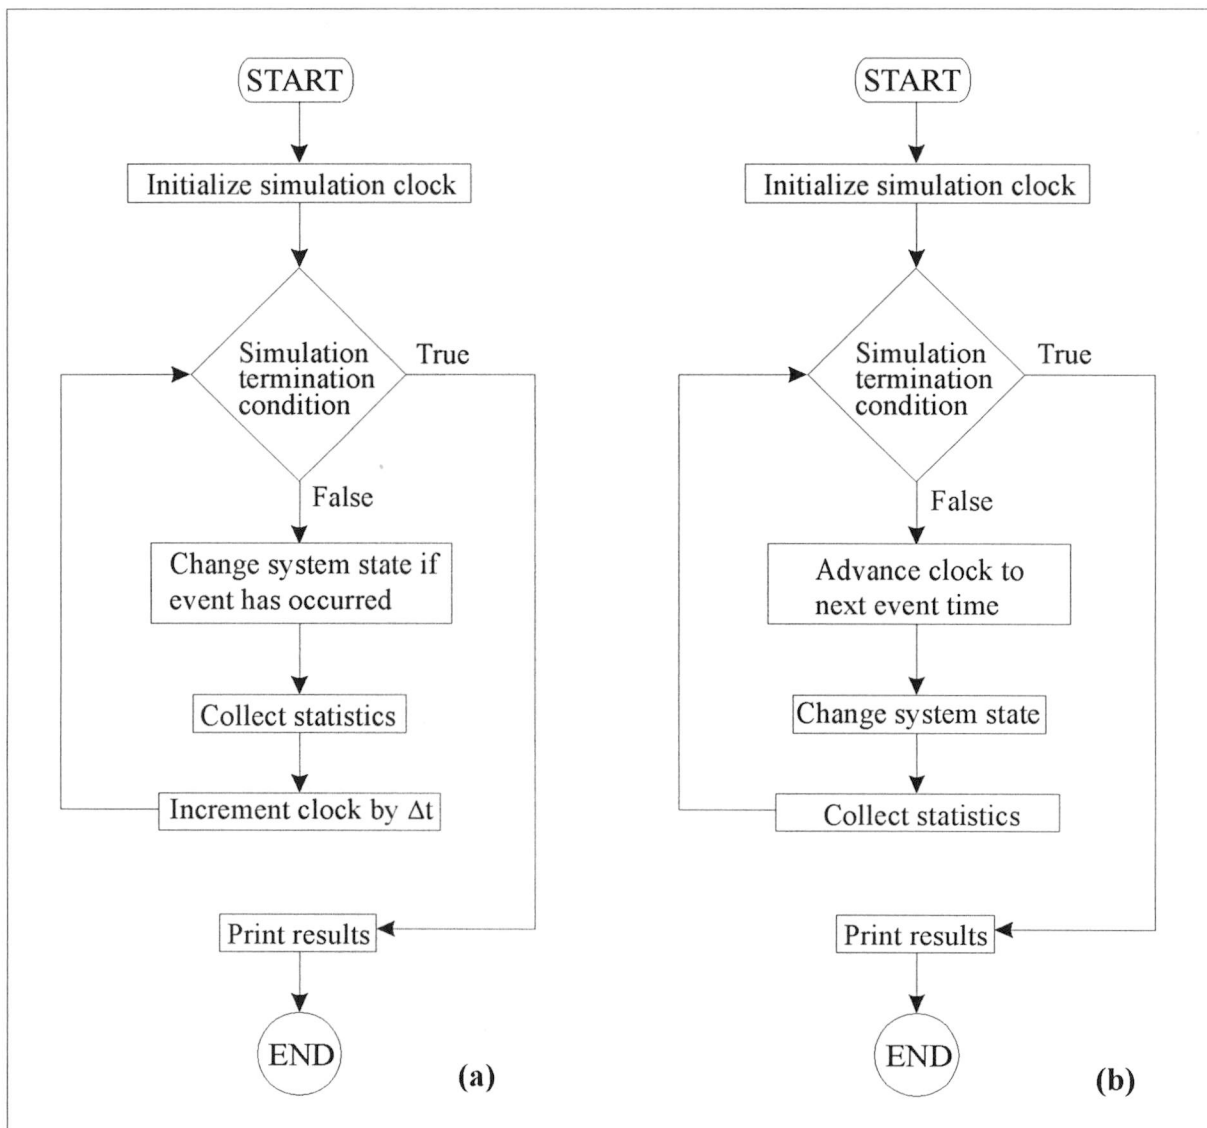 START
Initialize simulation clock
Simulation
termination
condition
True
False
Change system state if
event has occurred
Collect statistics
Increment clock by Δt
Print results
END
(a)
START
Initialize simulation clock
Simulation
termination
condition
True
False
Advance clock to
next event time
Change system state
Collect statistics
Print results
END
(b)